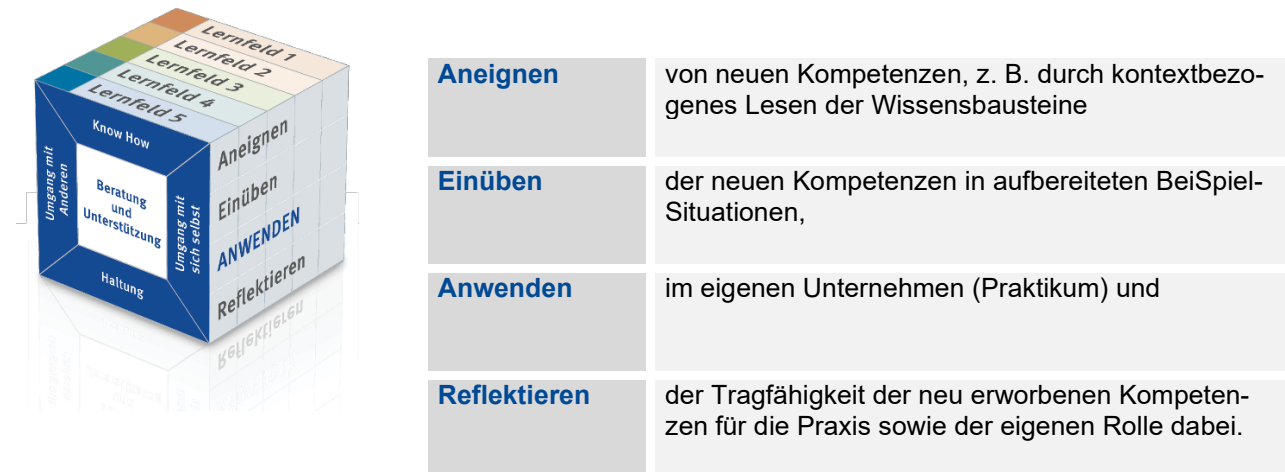 Lernfeld 1
Lernfeld 2
Lernfeld 3
Lernfeld 4
Lernfeld 5
Know How
Umgang mit
Anderen
Beratung
und
Unterstützung
Umgang mit
sich selbst
Haltung
Aneignen
Einüben
ANWENDEN
Reflektieren
Reflektieren
Aneignen
von neuen Kompetenzen, z. B. durch kontextbezo-
genes Lesen der Wissensbausteine
Einüben
der neuen Kompetenzen in aufbereiteten BeiSpiel-
Situationen,
Anwenden
im eigenen Unternehmen (Praktikum) und
Reflektieren
der Tragfähigkeit der neu erworbenen Kompeten-
zen für die Praxis sowie der eigenen Rolle dabei.